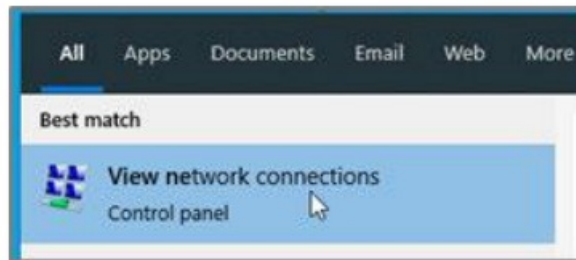 All Apps Documents Email Web More
Best match
View network connections
Control panel